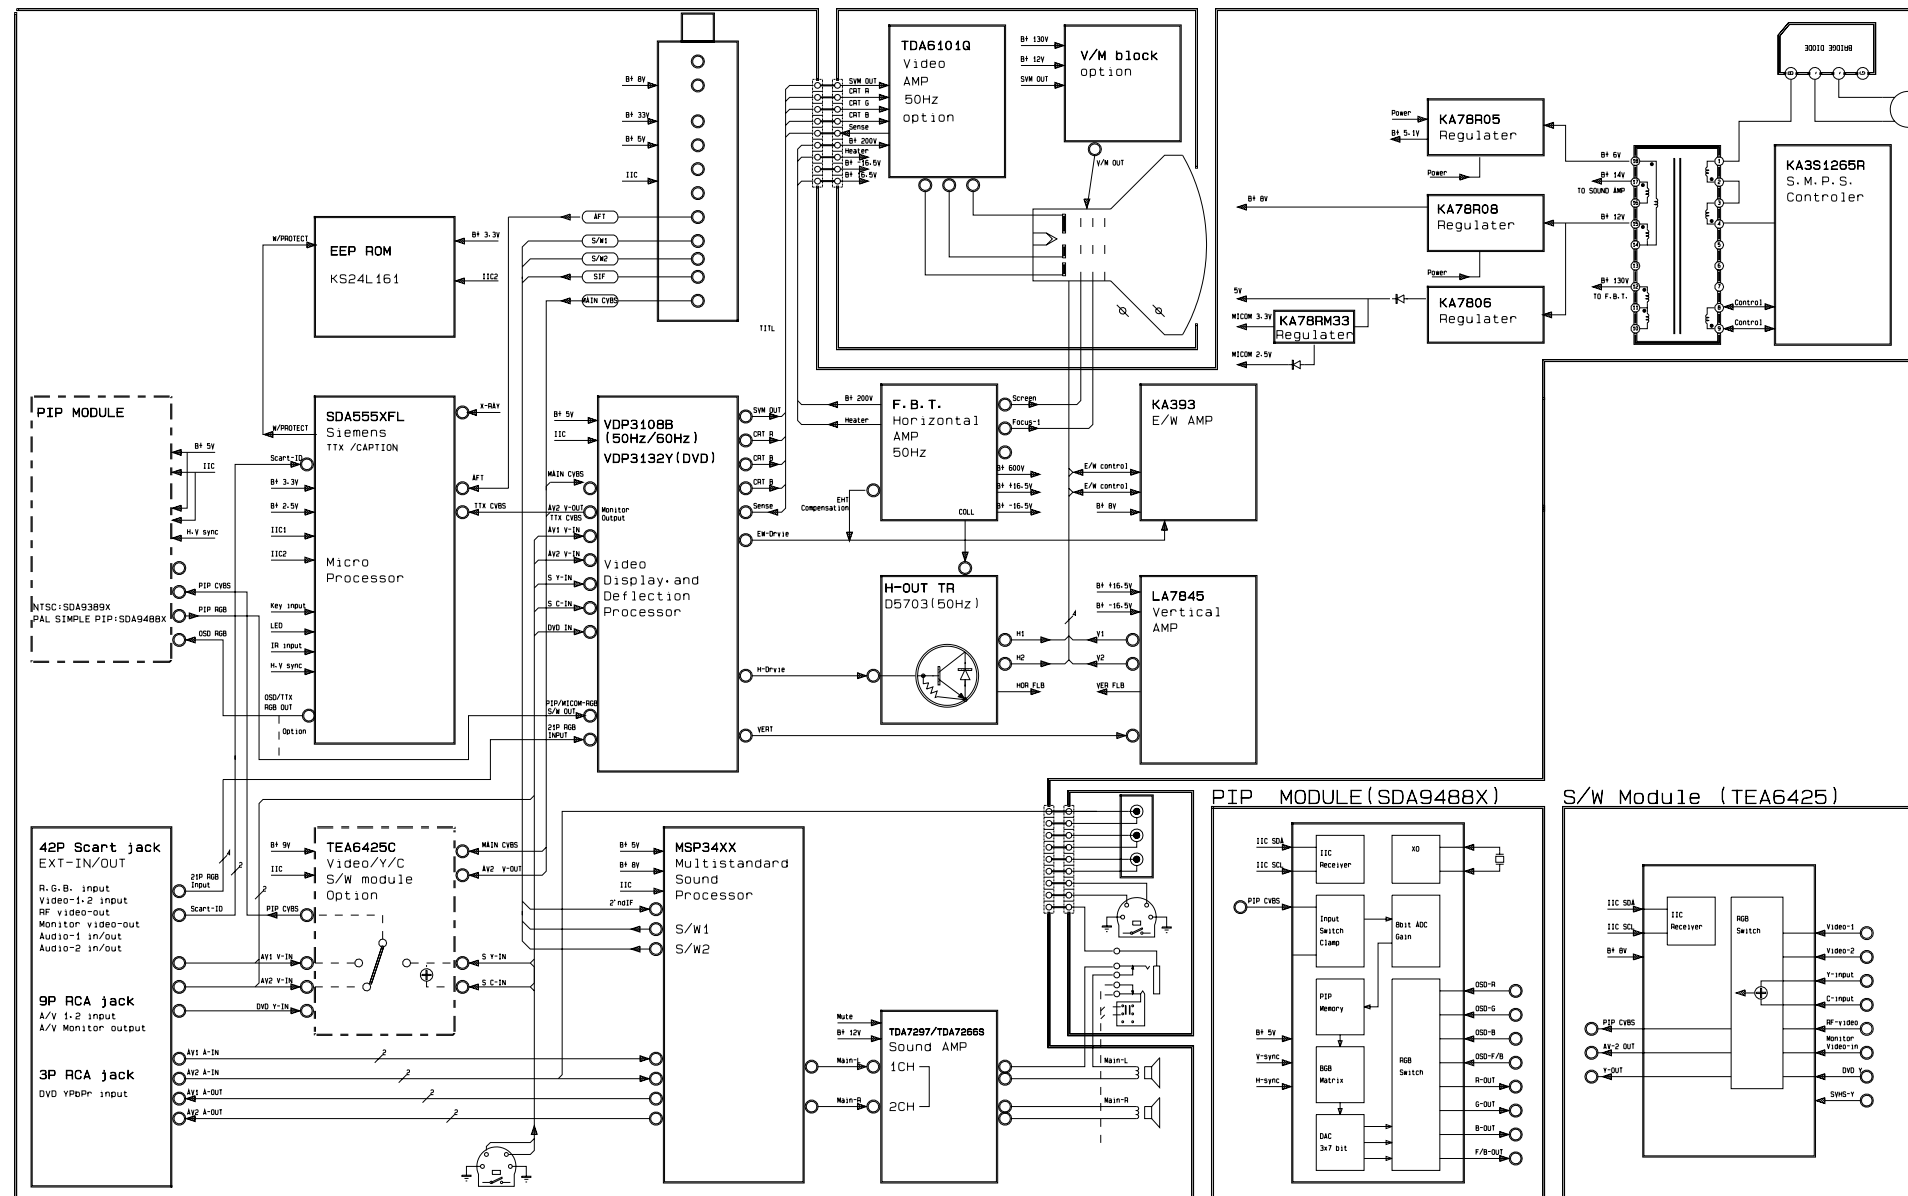 TDA6101Q
Video
AMP
50Hz
option
V/M block
option
B+ 130V
B+ 12V
SVM OUT
V/M OUT
BRIDGE DIODE
B+ 8V
B+ 33V
B+ 5V
IIC
AFT
S/W1
S/W2
SIF
MAIN CVBS
SVM OUT
CRT R
CRT G
CRT B
Sense
B+ 200V
Heater
B+ -16.5V
B+ 16.5V
TITL
KA78R05
Regulater
Power
B+ 5.1V
Power
KA78R08
Regulater
B+ 8V
Power
KA7806
Regulater
5V
MICOM 3.3V
KA78RM33
Regulater
MICOM 2.5V
B+ 6V
B+ 14V
TO SOUND AMP
B+ 12V
B+ 130V
TO F.B.T.
KA3S1265R
S.M.P.S.
Controler
Control
Control
EEP ROM
KS24L161
W/PROTECT
B+ 3.3V
IIC2
PIP MODULE
B+ 5V
IIC
H.V sync
PIP CVBS
PIP RGB
OSD RGB
NTSC:SDA9389X
PAL SIMPLE PIP:SDA9488X
SDA555XFL
Siemens
TTX /CAPTION
Micro
Processor
W/PROTECT
Scart-ID
B+ 3.3V
B+ 2.5V
IIC1
IIC2
Key input
LED
IR input
H.V sync
OSD/TTX
RGB OUT
Option
X-RAY
AFT
TTX CVBS
VDP3108B
(50Hz/60Hz)
VDP3132Y(DVD)
Monitor
Output
Video
Display.and
Deflection
Processor
B+ 5V
IIC
MAIN CVBS
AV2 V-OUT
TTX CVBS
AV1 V-IN
AV2 V-IN
S Y-IN
S C-IN
DVD IN
PIP/MICOM-RGB
S/W OUT
21P RGB
INPUT
SVM OUT
CRT R
CRT B
CRT B
Sense
EW-Drvie
H-Drvie
VERT
F.B.T.
Horizontal
AMP
50Hz
COLL
B+ 200V
Heater
EHT
Compensation
Screen
Focus-1
B+ 600V
B+ +16.5V
B+ -16.5V
KA393
E/W AMP
E/W control
E/W control
B+ 8V
H-OUT TR
D5703(50Hz)
H1
H2
HOR FLB
4
LA7845
Vertical
AMP
B+ +16.5V
B+ -16.5V
V1
V2
VER FLB
42P Scart jack
EXT-IN/OUT
R.G.B. input
Video-1.2 input
RF video-out
Monitor video-out
Audio-1 in/out
Audio-2 in/out
9P RCA jack
A/V 1.2 input
A/V Monitor output
3P RCA jack
DVD YPbPr input
21P RGB
Input
Scart-ID
4
2
2
AV1 V-IN
AV2 V-IN
DVD Y-IN
AV1 A-IN
AV2 A-IN
AV1 A-OUT
AV2 A-OUT
2
2
2
2
TEA6425C
Video/Y/C
S/W module
Option
B+ 9V
IIC
PIP CVBS
MAIN CVBS
AV2 V-OUT
S Y-IN
S C-IN
MSP34XX
Multistandard
Sound
Processor
S/W1
S/W2
B+ 5V
B+ 8V
IIC
2'ndIF
Main-L
Main-R
TDA7297/TDA7266S
Sound AMP
1CH
2CH
Mute
B+ 12V
Main-L
Main-R
PIP MODULE(SDA9488X)
IIC SDA
IIC SCL
PIP CVBS
B+ 5V
V-sync
H-sync
IIC
Receiver
XO
Input
Switch
Clamp
8bit ADC
Gain
PIP
Memory
BGB
Matrix
DAC
3x7 bit
RGB
Switch
OSD-R
OSD-G
OSD-B
OSD-F/B
R-OUT
G-OUT
B-OUT
F/B-OUT
S/W Module (TEA6425)
IIC SDA
IIC SCL
B+ 8V
IIC
Receiver
RGB
Switch
PIP CVBS
AV-2 OUT
Y-OUT
Video-1
Video-2
Y-input
C-input
RF-video
Monitor
Video-in
DVD Y
SVHS-Y